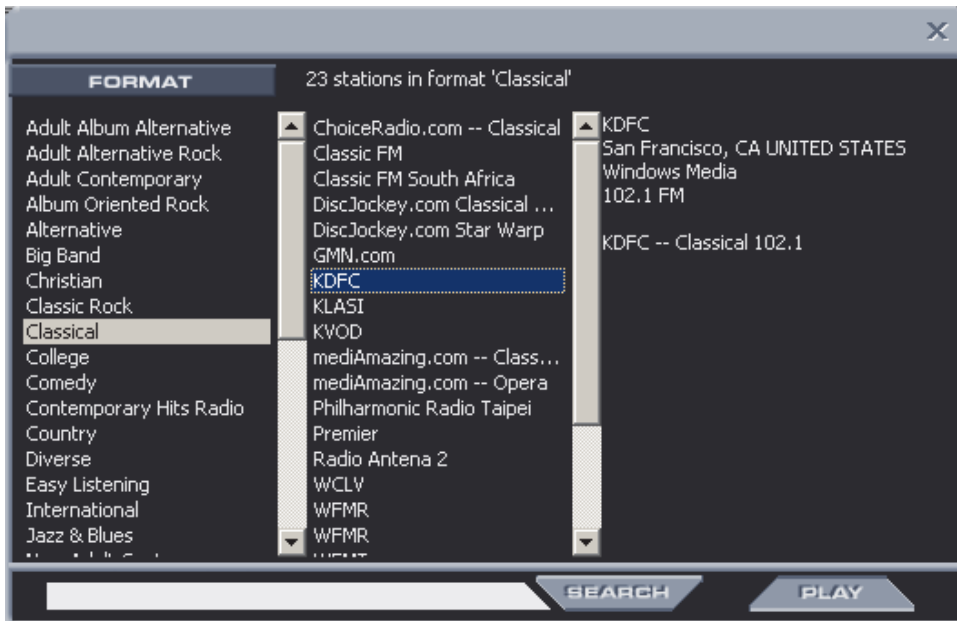 FORMAT
23 stations in format 'Classical'
Adult Album Alternative
Adult Alternative Rock
Adult Contemporary
Album Oriented Rock
Alternative
Big Band
Christian
Classic Rock
Classical
College
Comedy
Contemporary Hits Radio
Country
Diverse
Easy Listening
International
Jazz & Blues
ChoiceRadio.com -- Classical
Classic FM
Classic FM South Africa
DiscJockey.com Classical ...
DiscJockey.com Star Warp
GMN.com
KDFC
KLASI
KVOD
mediAmazing.com -- Class...
mediAmazing.com -- Opera
Philharmonic Radio Taipei
Premier
Radio Antena 2
WCLV
WFMR
WFMR
KDFC
San Francisco, CA UNITED STATES
Windows Media
102.1 FM
KDFC -- Classical 102.1
SEARCH
PLAY